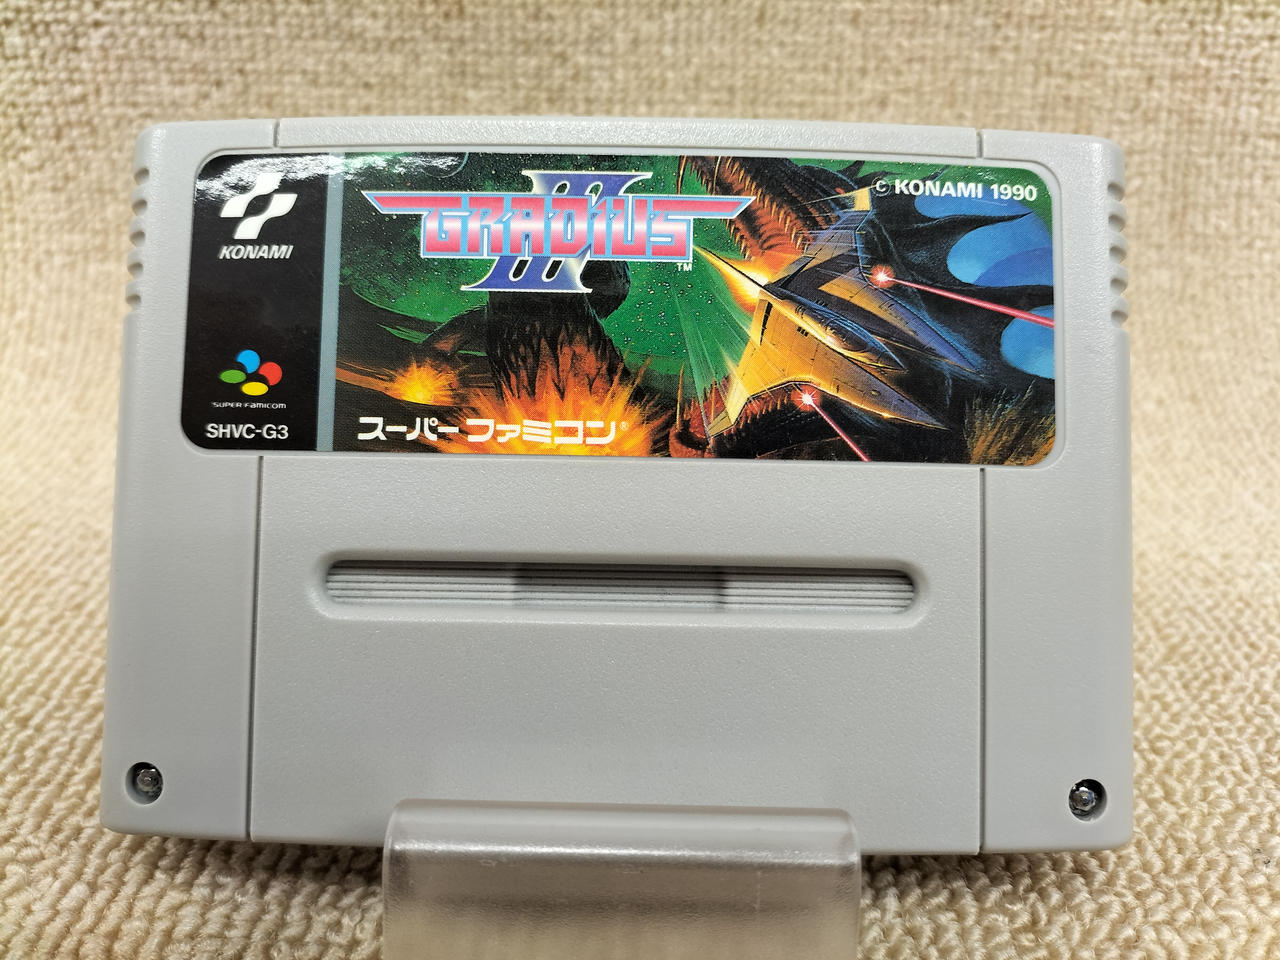 KONAMI
SUPER FAMICOM
SHVC-G3
III
GRADIUS
TM
© KONAMI 1990
スーパーファミコン®